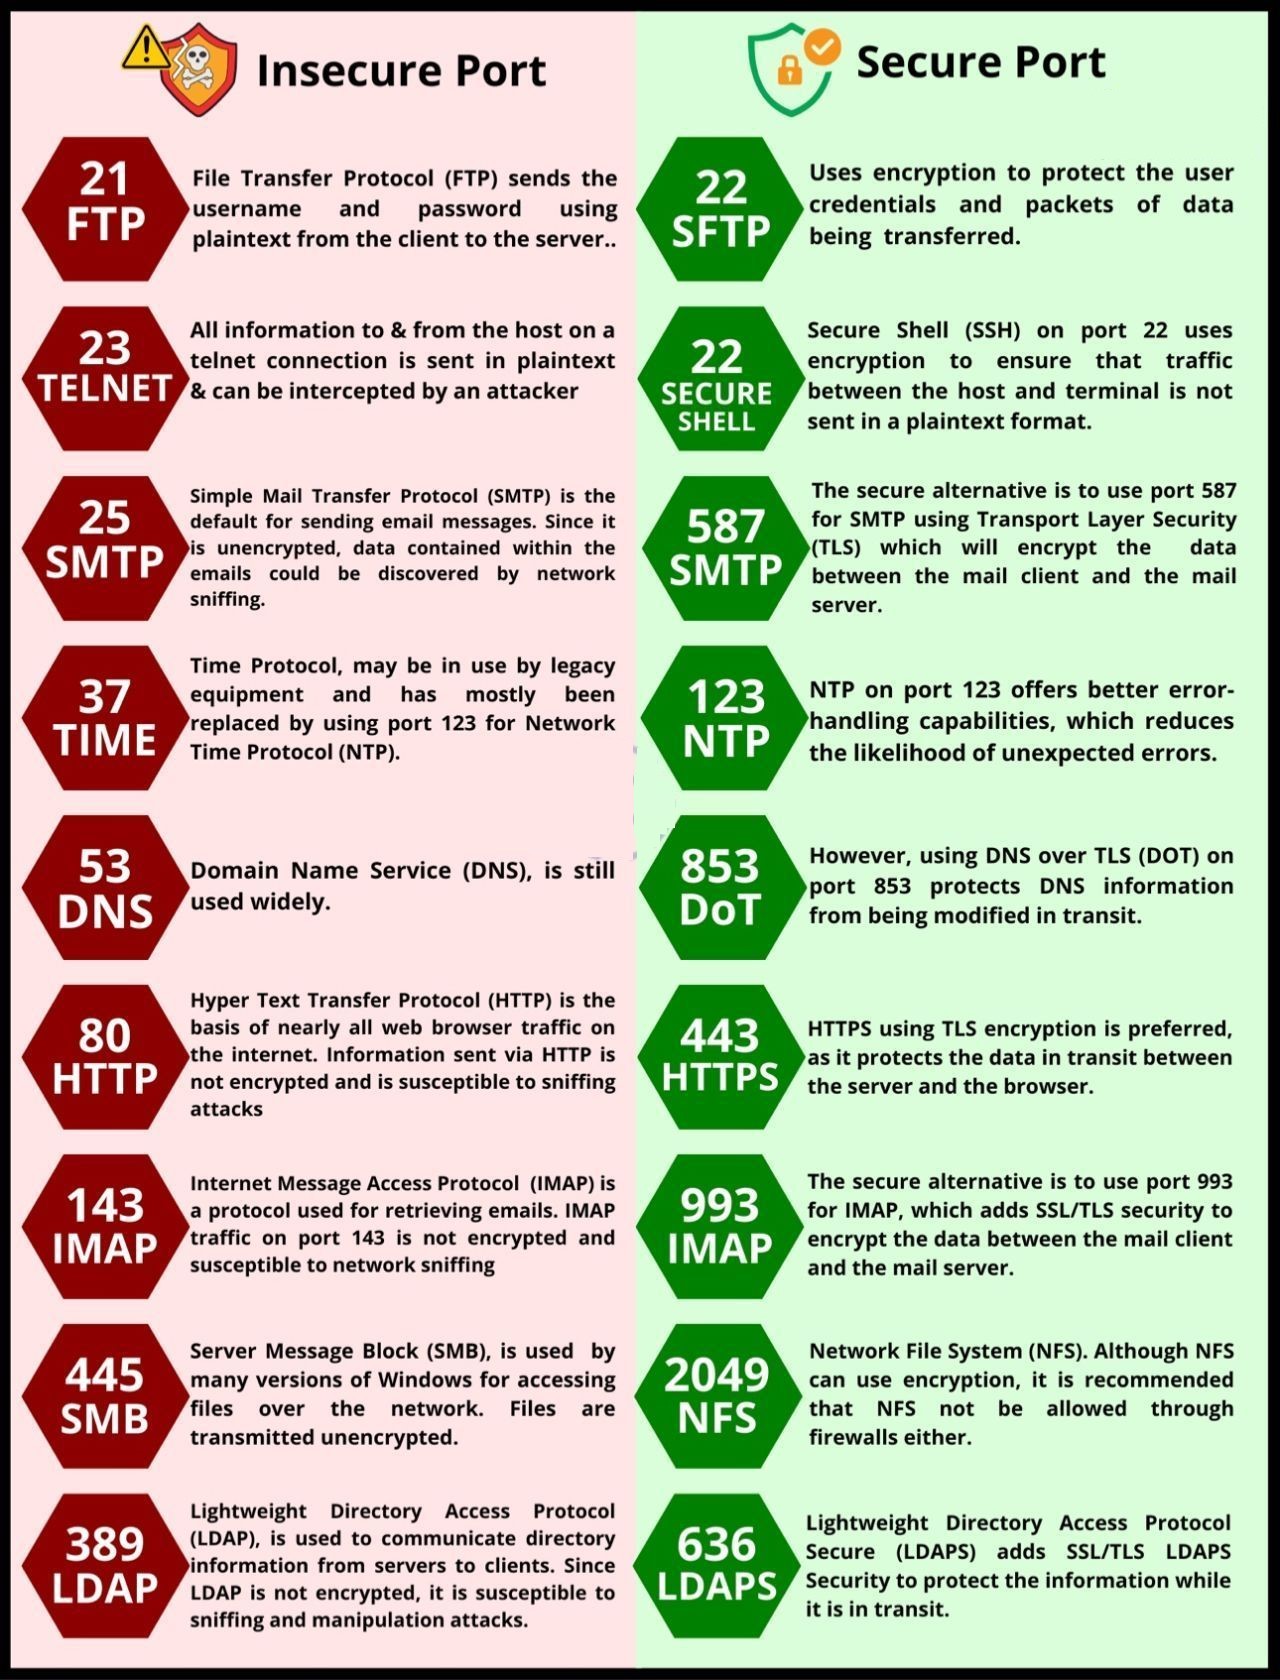 Insecure Port
Secure Port
21
FTP
File Transfer Protocol (FTP) sends the
username and password using
plaintext from the client to the server..
22
SFTP
Uses encryption to protect the user
credentials and packets of data
being transferred.
23
TELNET
All information to & from the host on a
telnet connection is sent in plaintext
& can be intercepted by an attacker
22
SECURE
SHELL
Secure Shell (SSH) on port 22 uses
encryption to ensure that traffic
between the host and terminal is not
sent in a plaintext format.
25
SMTP
Simple Mail Transfer Protocol (SMTP) is the
default for sending email messages. Since it
is unencrypted, data contained within the
emails could be discovered by network
sniffing.
587
SMTP
The secure alternative is to use port 587
for SMTP using Transport Layer Security
(TLS) which will encrypt the data
between the mail client and the mail
server.
37
TIME
Time Protocol, may be in use by legacy
equipment and has mostly been
replaced by using port 123 for Network
Time Protocol (NTP).
123
NTP
NTP on port 123 offers better error-
handling capabilities, which reduces
the likelihood of unexpected errors.
53
DNS
Domain Name Service (DNS), is still
used widely.
853
DoT
However, using DNS over TLS (DOT) on
port 853 protects DNS information
from being modified in transit.
80
HTTP
Hyper Text Transfer Protocol (HTTP) is the
basis of nearly all web browser traffic on
the internet. Information sent via HTTP is
not encrypted and is susceptible to sniffing
attacks
443
HTTPS
HTTPS using TLS encryption is preferred,
as it protects the data in transit between
the server and the browser.
143
IMAP
Internet Message Access Protocol (IMAP) is
a protocol used for retrieving emails. IMAP
traffic on port 143 is not encrypted and
susceptible to network sniffing
993
IMAP
The secure alternative is to use port 993
for IMAP, which adds SSL/TLS security to
encrypt the data between the mail client
and the mail server.
445
SMB
Server Message Block (SMB), is used by
many versions of Windows for accessing
files over the network. Files are
transmitted unencrypted.
2049
NFS
Network File System (NFS). Although NFS
can use encryption, it is recommended
that NFS not be allowed through
firewalls either.
389
LDAP
Lightweight Directory Access Protocol
(LDAP), is used to communicate directory
information from servers to clients. Since
LDAP is not encrypted, it is susceptible to
sniffing and manipulation attacks.
636
LDAPS
Lightweight Directory Access Protocol
Secure (LDAPS) adds SSL/TLS LDAPS
Security to protect the information while
it is in transit.